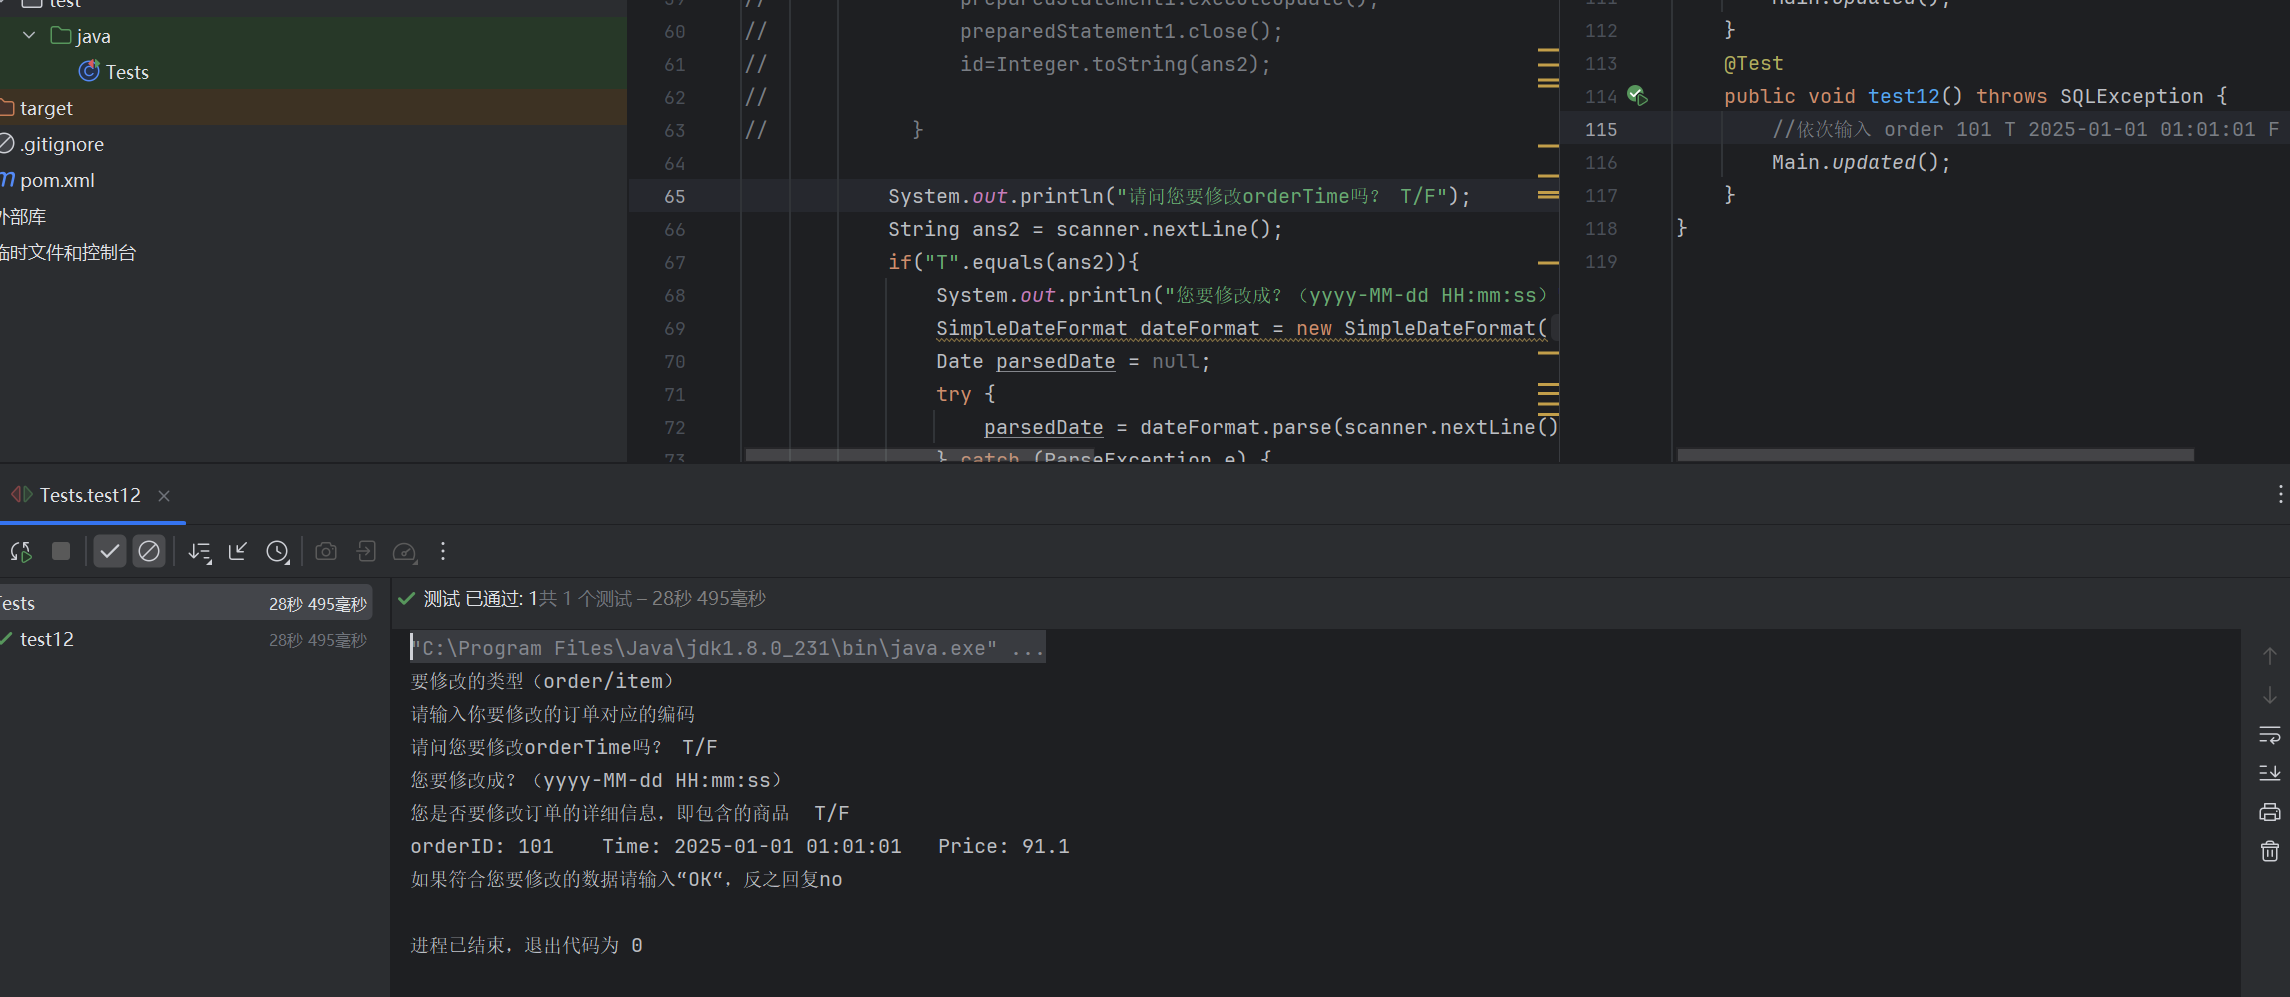 test
java
Tests
target
.gitignore
pom.xml
外部库
临时文件和控制台
59 // preparedStatement1.executeUpdate();
60 // preparedStatement1.close();
61 // id=Integer.toString(ans2);
62 //
63 // }
64
65 System.out.println("请问您要修改orderTime吗? T/F");
66 String ans2 = scanner.nextLine();
67 if("T".equals(ans2)){
68 System.out.println("您要修改成?（yyyy-MM-dd HH:mm:ss）
69 SimpleDateFormat dateFormat = new SimpleDateFormat(
70 Date parsedDate = null;
71 try {
72 parsedDate = dateFormat.parse(scanner.nextLine()
73 } catch (ParseException e) {
111 Main.updated();
112 }
113 @Test
114 public void test12() throws SQLException {
115 //依次输入 order 101 T 2025-01-01 01:01:01 F
116 Main.updated();
117 }
118 }
119
Tests.test12
Tests 28秒 495毫秒
test12 28秒 495毫秒
测试 已通过: 1共 1 个测试 – 28秒 495毫秒
"C:\Program Files\Java\jdk1.8.0_231\bin\java.exe" ...
要修改的类型（order/item）
请输入你要修改的订单对应的编码
请问您要修改orderTime吗? T/F
您要修改成?（yyyy-MM-dd HH:mm:ss）
您是否要修改订单的详细信息，即包含的商品 T/F
orderID: 101 Time: 2025-01-01 01:01:01 Price: 91.1
如果符合您要修改的数据请输入“OK“，反之回复no
进程已结束，退出代码为 0